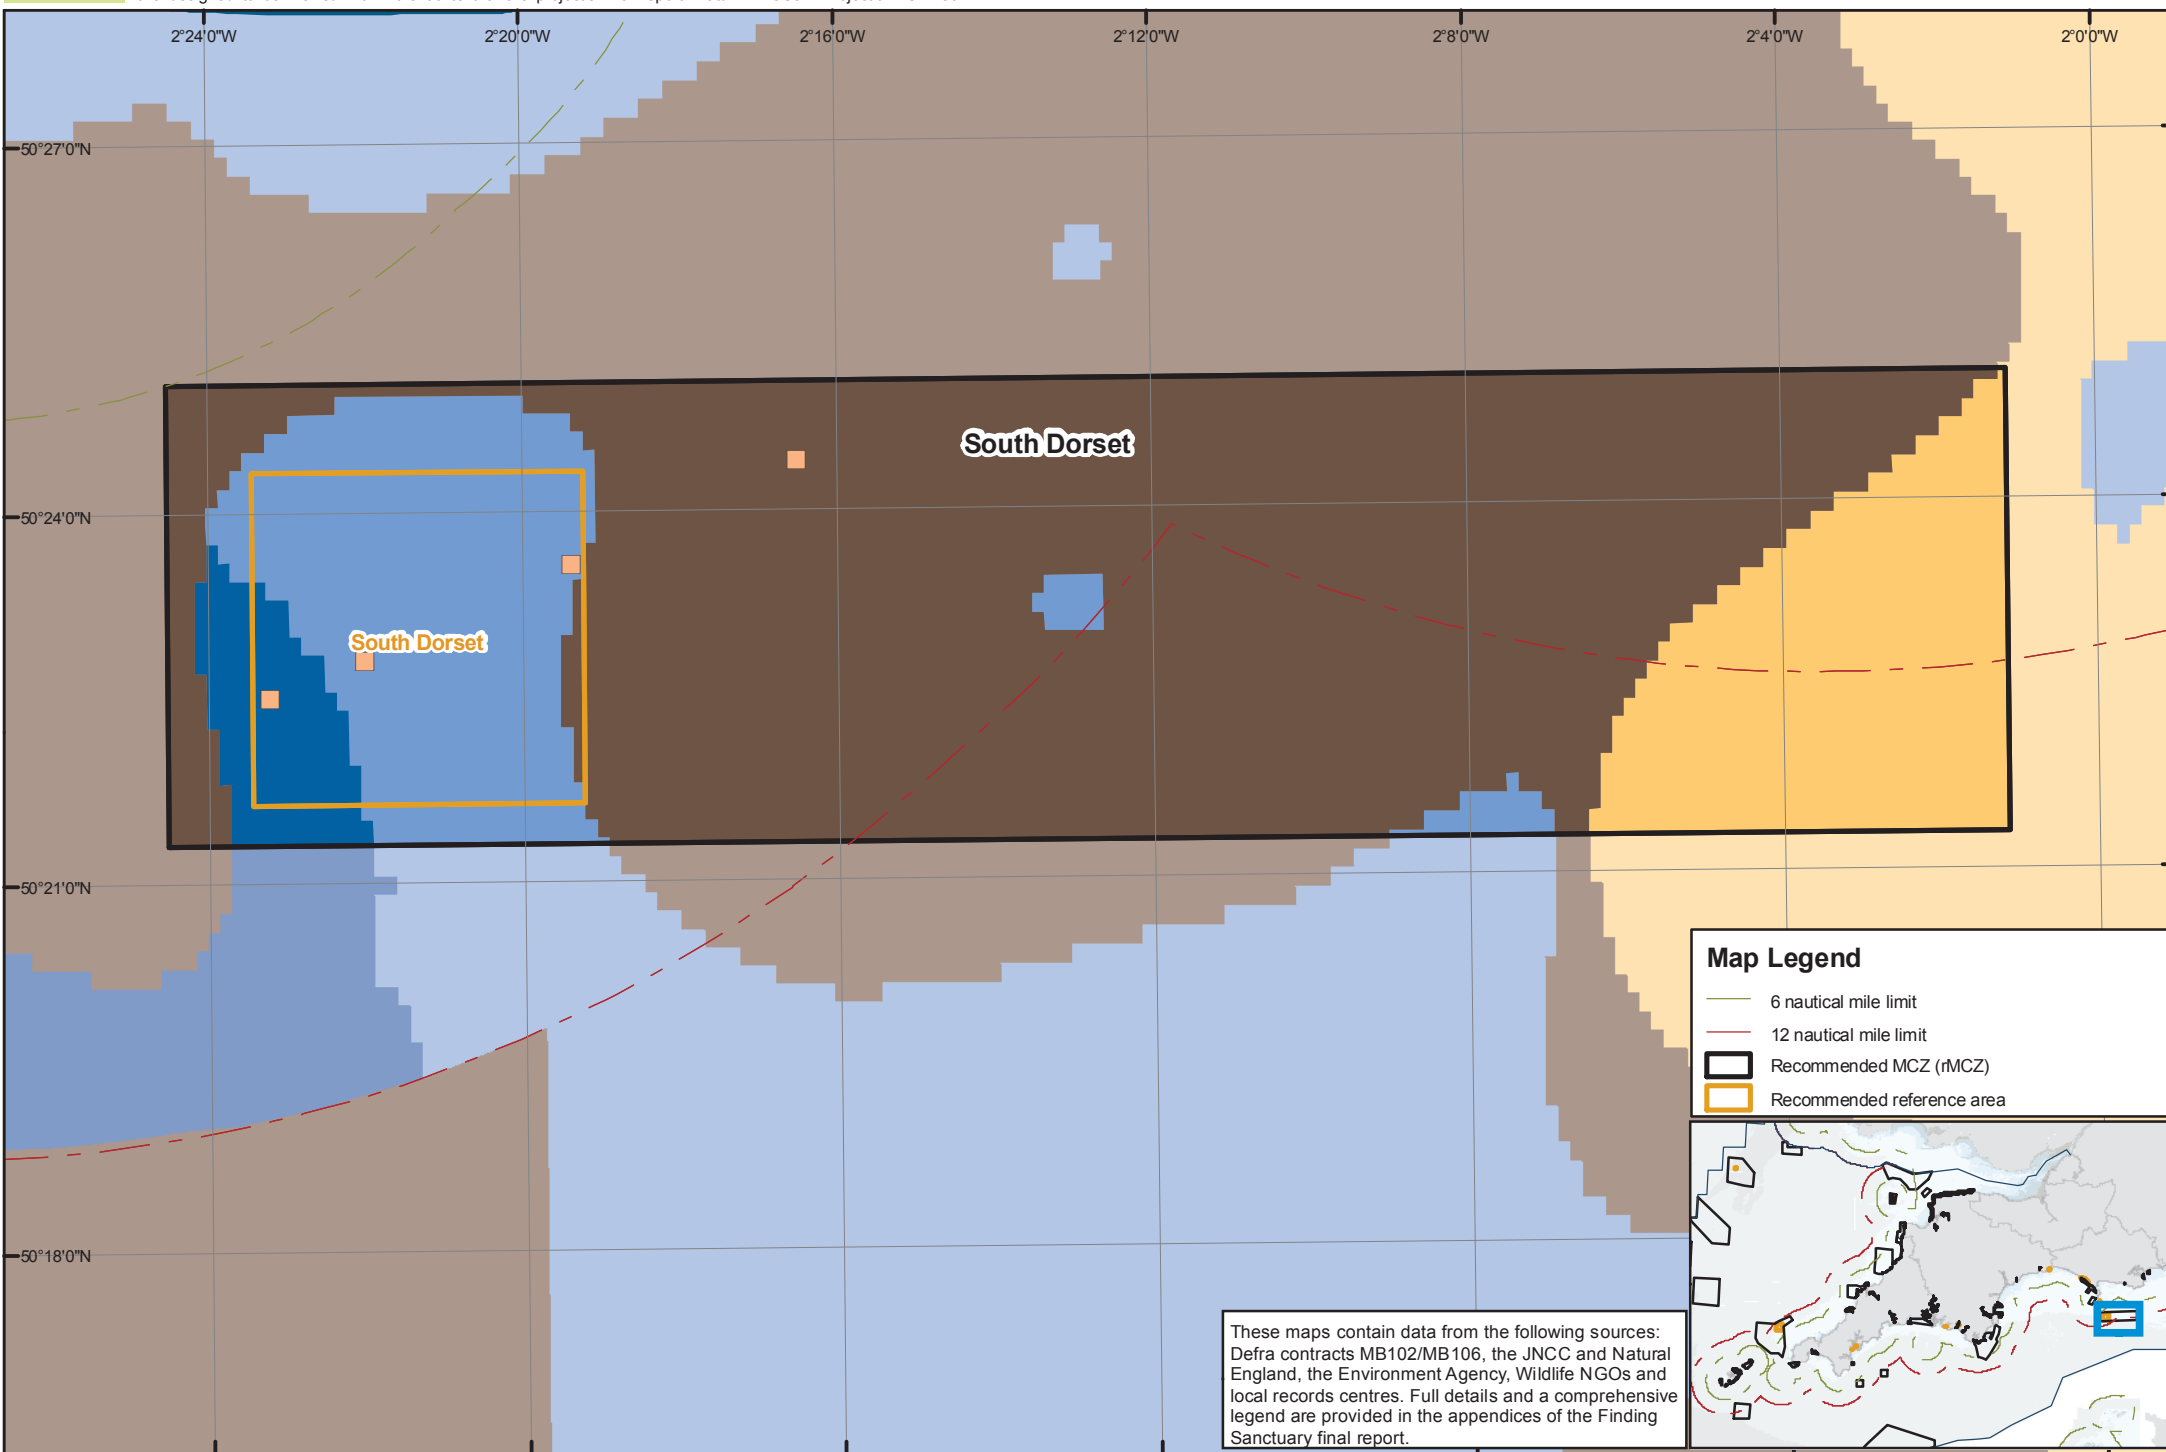 2°24'0"W 2°20'0"W 2°16'0"W 2°12'0"W 2°8'0"W 2°4'0"W 2°0'0"W
50°27'0"N
South Dorset
50°24'0"N
South Dorset
50°21'0"N
Map Legend
6 nautical mile limit
12 nautical mile limit
Recommended MCZ (rMCZ)
Recommended reference area
50°18'0"N
These maps contain data from the following sources:
Defra contracts MB102/MB106, the JNCC and Natural
England, the Environment Agency, Wildlife NGOs and
local records centres. Full details and a comprehensive
legend are provided in the appendices of the Finding
Sanctuary final report.